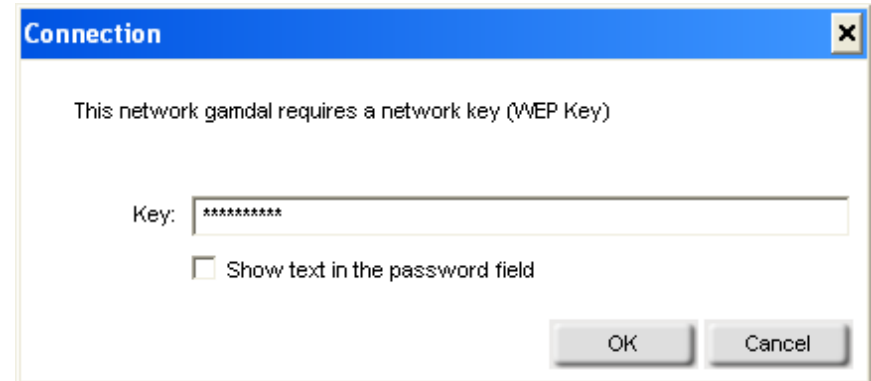 Connection
This network gamdal requires a network key (WEP Key)
Key: **********
Show text in the password field
OK Cancel